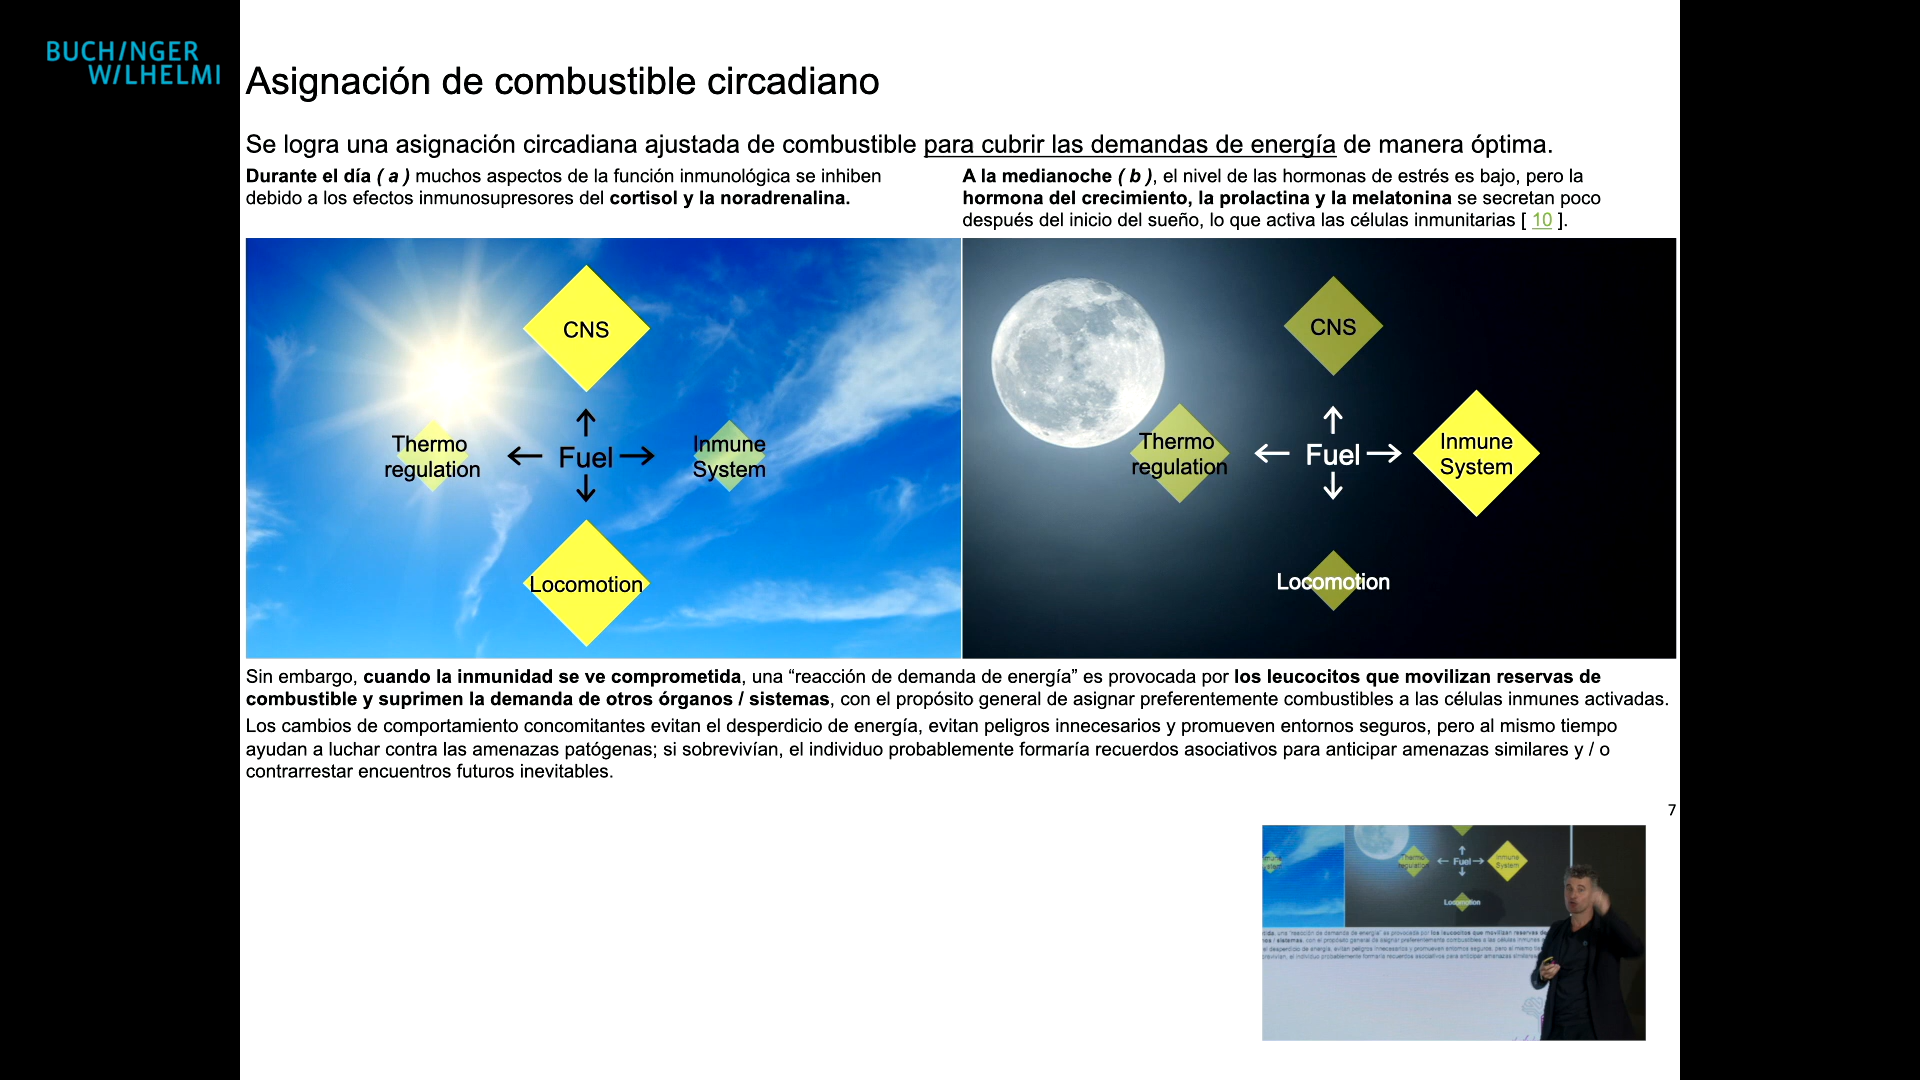 BUCHINGER
WILHELMI
Asignación de combustible circadiano
Se logra una asignación circadiana ajustada de combustible para cubrir las demandas de energía de manera óptima.
Durante el día ( a ) muchos aspectos de la función inmunológica se inhiben
debido a los efectos inmunosupresores del cortisol y la noradrenalina.
A la medianoche ( b ), el nivel de las hormonas de estrés es bajo, pero la
hormona del crecimiento, la prolactina y la melatonina se secretan poco
después del inicio del sueño, lo que activa las células inmunitarias [ 10 ].
CNS
Thermo
regulation
Fuel
Inmune
System
Locomotion
CNS
Thermo
regulation
Fuel
Inmune
System
Locomotion
Sin embargo, cuando la inmunidad se ve comprometida, una “reacción de demanda de energía” es provocada por los leucocitos que movilizan reservas de
combustible y suprimen la demanda de otros órganos / sistemas, con el propósito general de asignar preferentemente combustibles a las células inmunes activadas.
Los cambios de comportamiento concomitantes evitan el desperdicio de energía, evitan peligros innecesarios y promueven entornos seguros, pero al mismo tiempo
ayudan a luchar contra las amenazas patógenas; si sobrevivían, el individuo probablemente formaría recuerdos asociativos para anticipar amenazas similares y / o
contrarrestar encuentros futuros inevitables.
7
Thermo
regulation
Fuel
Inmune
System
Locomotion